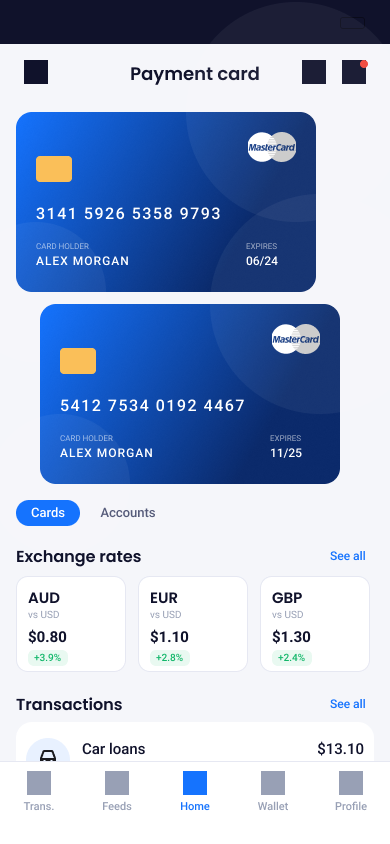 Payment card
MasterCard
3141 5926 5358 9793
CARD HOLDER EXPIRES
ALEX MORGAN 06/24
MasterCard
5412 7534 0192 4467
CARD HOLDER EXPIRES
ALEX MORGAN 11/25
Cards Accounts
Exchange rates See all
AUD EUR GBP
vs USD vs USD vs USD
$0.80 $1.10 $1.30
+3.9% +2.8% +2.4%
Transactions See all
Car loans $13.10
Trans. Feeds Home Wallet Profile